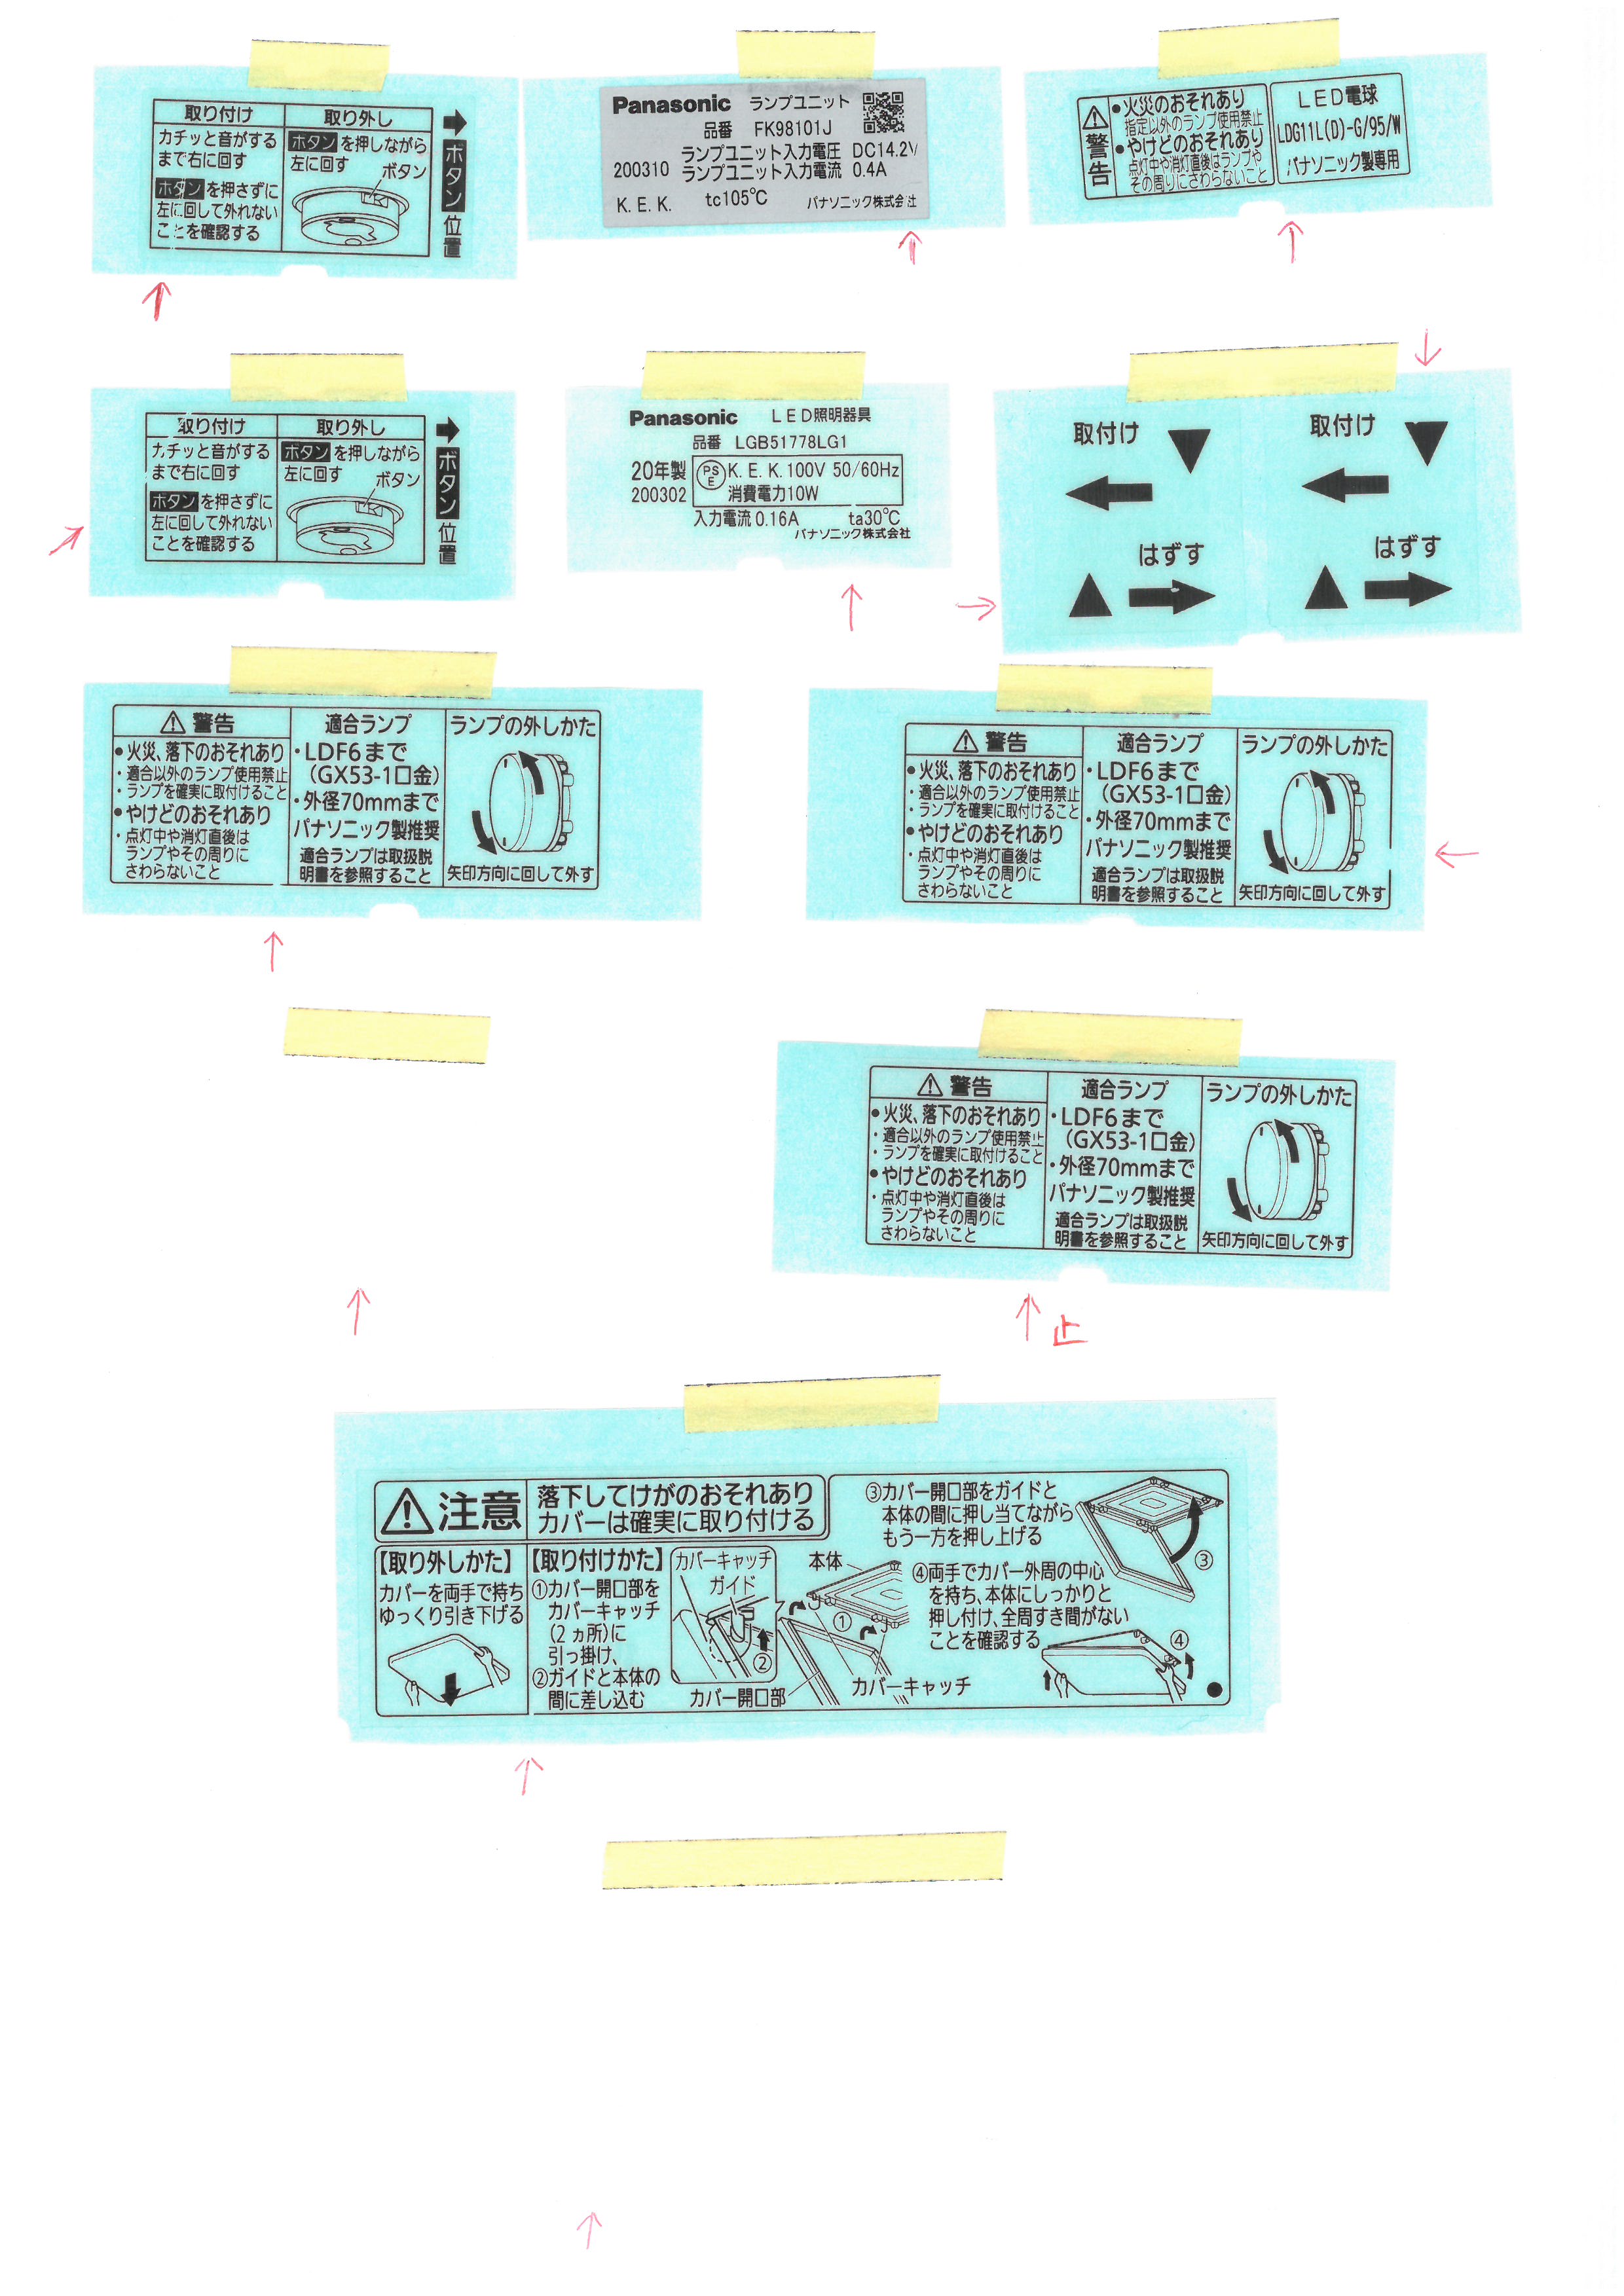 取り付け
カチッと音がする
まで右に回す
ボタンを押さずに
左に回して外れない
ことを確認する
取り外し
ボタンを押しながら
左に回す
ボタン
ボタン位置
Panasonic ランプユニット
品番 FK98101J
ランプユニット入力電圧 DC14.2V
200310 ランプユニット入力電流 0.4A
K.E.K. tc105℃ パナソニック株式会社
警告
●火災のおそれあり
指定以外のランプ使用禁止
●やけどのおそれあり
点灯中や消灯直後はランプや
その周りにさわらないこと
LED電球
LDG11L(D)-G/95/W
パナソニック製専用
取り付け
カチッと音がする
まで右に回す
ボタンを押さずに
左に回して外れない
ことを確認する
取り外し
ボタンを押しながら
左に回す
ボタン
ボタン位置
Panasonic LED照明器具
品番 LGB51778LG1
20年製
200302
PS
E
K.E.K.100V 50/60Hz
消費電力10W
入力電流0.16A ta30℃
パナソニック株式会社
取付け
はずす
取付け
はずす
警告
●火災、落下のおそれあり
・適合以外のランプ使用禁止
・ランプを確実に取付けること
●やけどのおそれあり
・点灯中や消灯直後は
ランプやその周りに
さわらないこと
適合ランプ
・LDF6まで
(GX53-1口金)
・外径70mmまで
パナソニック製推奨
適合ランプは取扱説
明書を参照すること
ランプの外しかた
矢印方向に回して外す
警告
●火災、落下のおそれあり
・適合以外のランプ使用禁止
・ランプを確実に取付けること
●やけどのおそれあり
・点灯中や消灯直後は
ランプやその周りに
さわらないこと
適合ランプ
・LDF6まで
(GX53-1口金)
・外径70mmまで
パナソニック製推奨
適合ランプは取扱説
明書を参照すること
ランプの外しかた
矢印方向に回して外す
警告
●火災、落下のおそれあり
・適合以外のランプ使用禁止
・ランプを確実に取付けること
●やけどのおそれあり
・点灯中や消灯直後は
ランプやその周りに
さわらないこと
適合ランプ
・LDF6まで
(GX53-1口金)
・外径70mmまで
パナソニック製推奨
適合ランプは取扱説
明書を参照すること
ランプの外しかた
矢印方向に回して外す
止
注意
落下してけがのおそれあり
カバーは確実に取り付ける
【取り外しかた】
カバーを両手で持ち
ゆっくり引き下げる
【取り付けかた】
①カバー開口部を
カバーキャッチ
(2ヵ所)に
引っ掛け、
②ガイドと本体の
間に差し込む
カバーキャッチ
ガイド
②
本体
①
カバー開口部
カバーキャッチ
③カバー開口部をガイドと
本体の間に押し当てながら
もう一方を押し上げる
③
④両手でカバー外周の中心
を持ち、本体にしっかりと
押し付け、全周すき間がない
ことを確認する
④